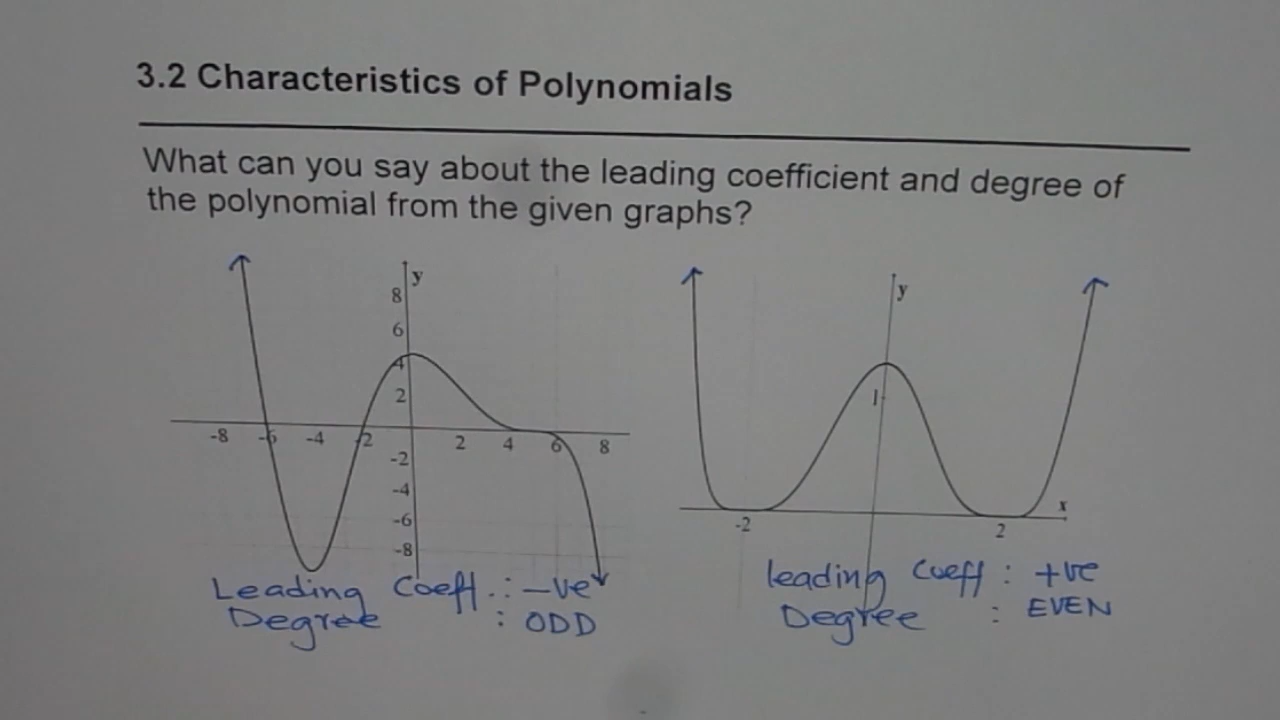 3.2 Characteristics of Polynomials
What can you say about the leading coefficient and degree of
the polynomial from the given graphs?
y
8
6
4
2
-8 -6 -4 -2 2 4 6 8
-2
-4
-6
-8
Leading Coeff.: -ve
Degree : ODD
y
1
x
-2 2
leading Coeff : +ve
Degree : EVEN